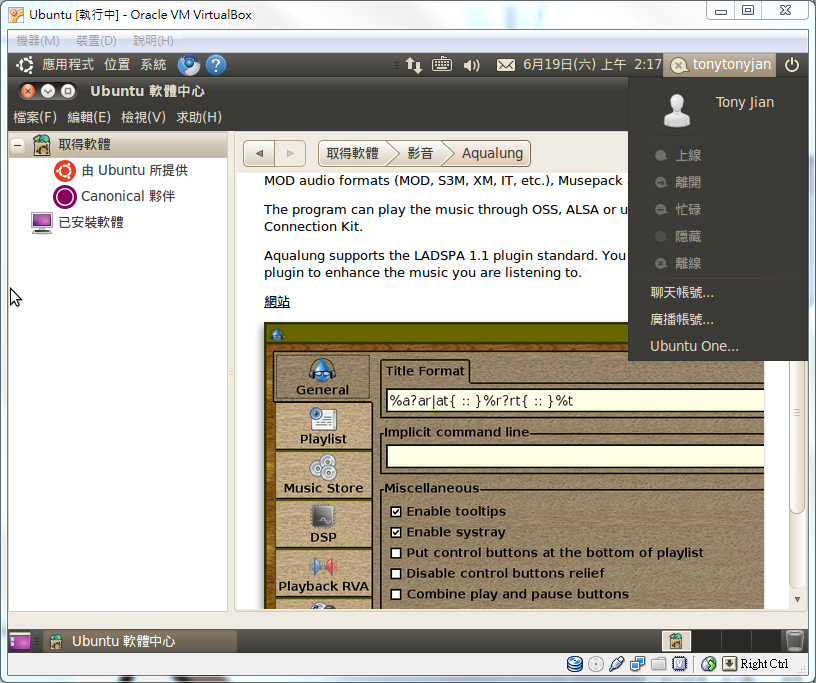 Ubuntu [執行中] - Oracle VM VirtualBox
機器(M) 裝置(D) 說明(H)
應用程式 位置 系統 ? 6月19日(六) 上午 2:17 tonytonyjan
Ubuntu 軟體中心
檔案(F) 編輯(E) 檢視(V) 求助(H)
Tony Jian
上線
離開
忙碌
隱藏
離線
聊天帳號...
廣播帳號...
Ubuntu One...
取得軟體
由 Ubuntu 所提供
Canonical 夥伴
已安裝軟體
取得軟體 影音 Aqualung
MOD audio formats (MOD, S3M, XM, IT, etc.), Musepack
The program can play the music through OSS, ALSA or
Connection Kit.
Aqualung supports the LADSPA 1.1 plugin standard. You
plugin to enhance the music you are listening to.
網站
General
Playlist
Music Store
DSP
Playback RVA
Title Format
%a?ar|at{ :: }%r?rt{ :: }%t
Implicit command line
Miscellaneous
Enable tooltips
Enable systray
Put control buttons at the bottom of playlist
Disable control buttons relief
Combine play and pause buttons
Ubuntu 軟體中心
Right Ctrl